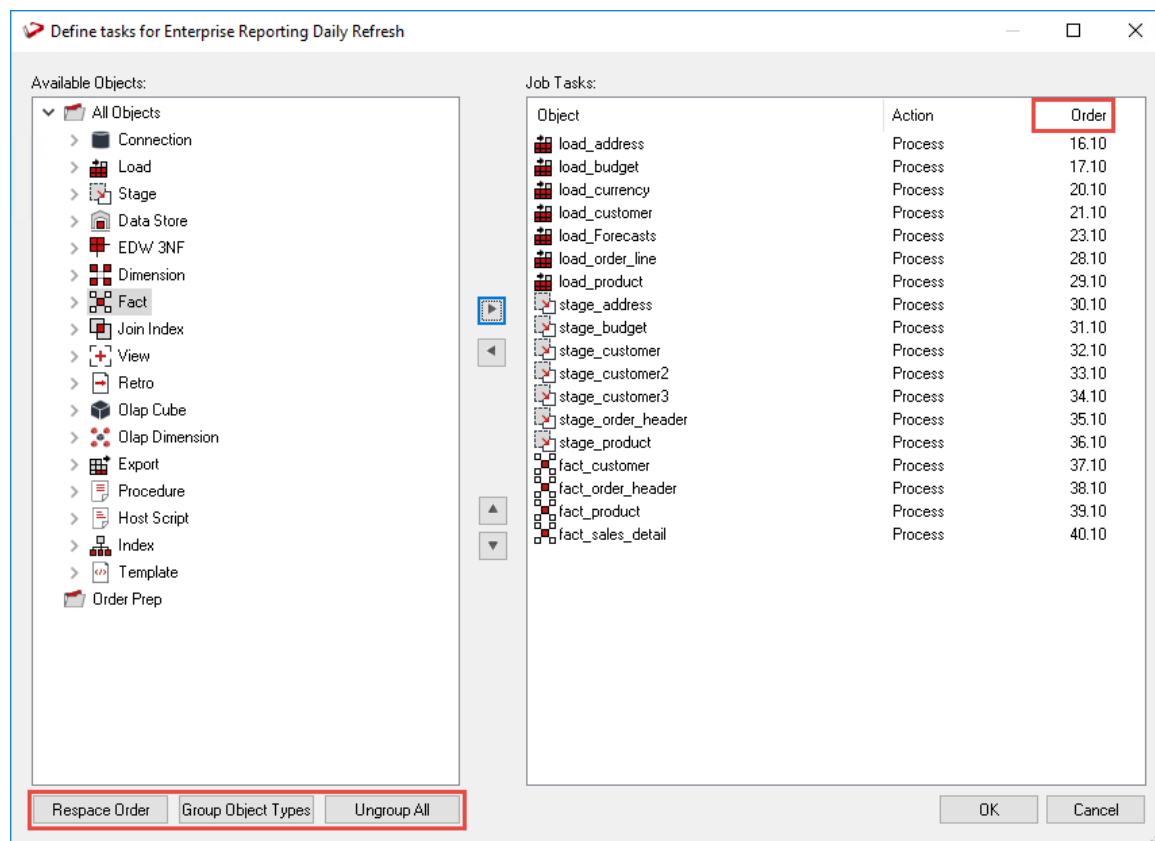 Define tasks for Enterprise Reporting Daily Refresh
Available Objects:
All Objects
Connection
Load
Stage
Data Store
EDW 3NF
Dimension
Fact
Join Index
View
Retro
Olap Cube
Olap Dimension
Export
Procedure
Host Script
Index
Template
Order Prep
Respace Order Group Object Types Ungroup All
Job Tasks:
Object Action Order
load_address Process 16.10
load_budget Process 17.10
load_currency Process 20.10
load_customer Process 21.10
load_Forecasts Process 23.10
load_order_line Process 28.10
load_product Process 29.10
stage_address Process 30.10
stage_budget Process 31.10
stage_customer Process 32.10
stage_customer2 Process 33.10
stage_customer3 Process 34.10
stage_order_header Process 35.10
stage_product Process 36.10
fact_customer Process 37.10
fact_order_header Process 38.10
fact_product Process 39.10
fact_sales_detail Process 40.10
OK Cancel